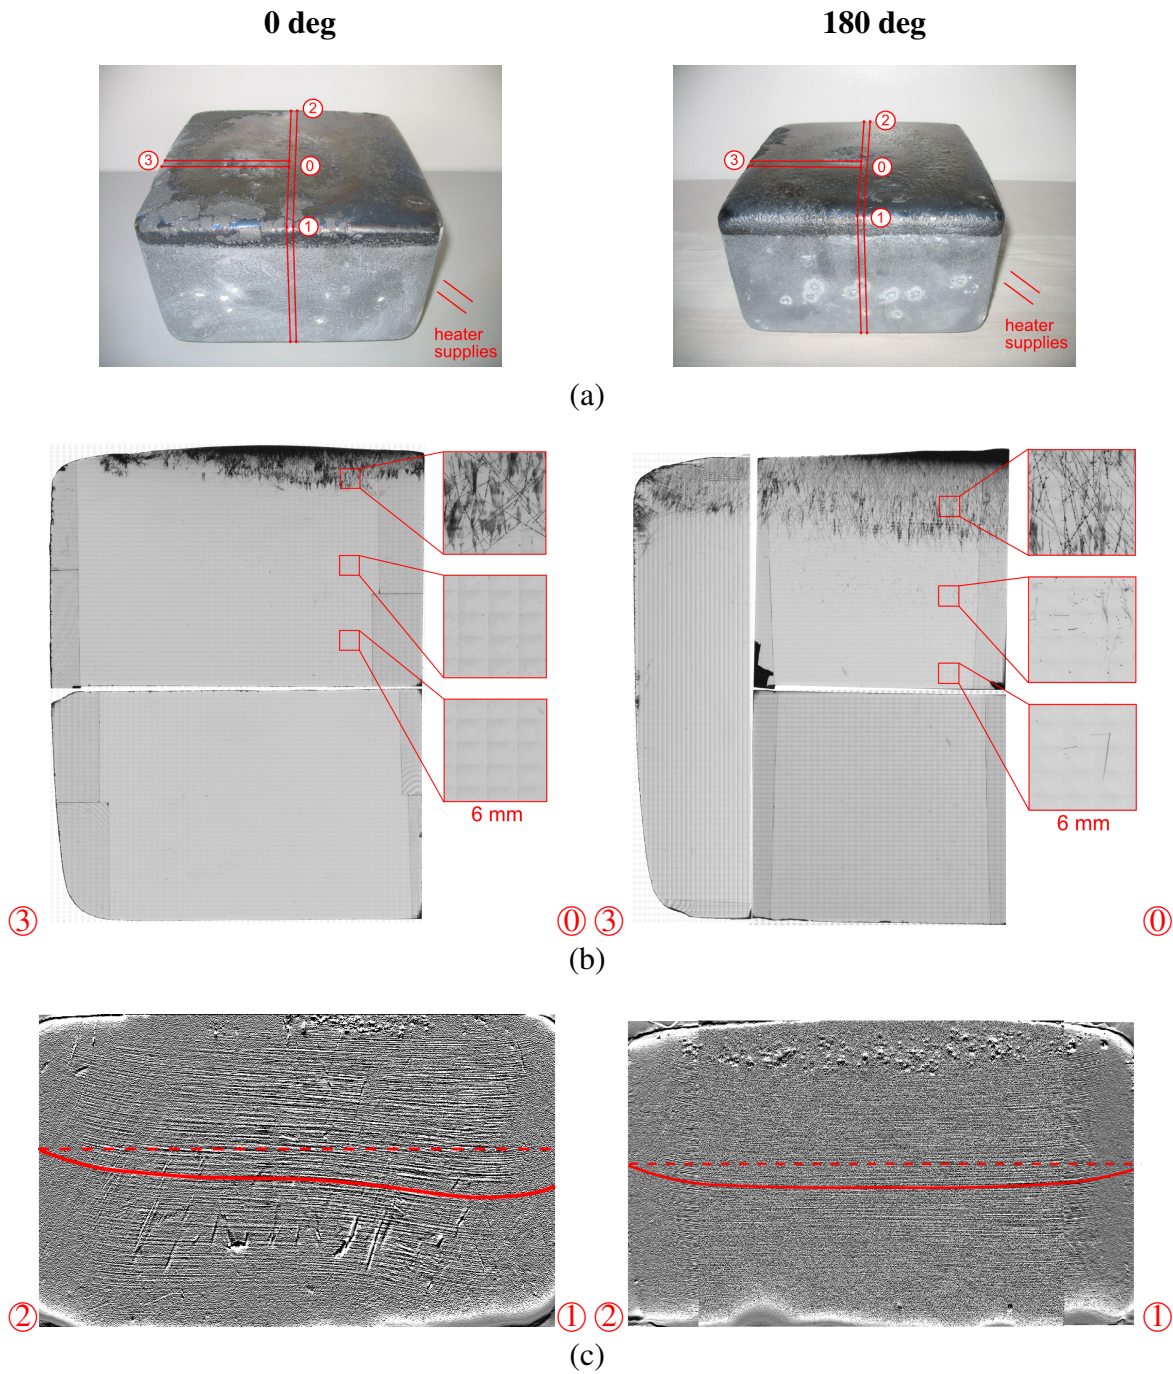 0 deg
180 deg
②
③
⓪
①
heater
supplies
②
③
⓪
①
heater
supplies
(a)
6 mm
6 mm
③
⓪
③
⓪
(b)
②
①
②
①
(c)